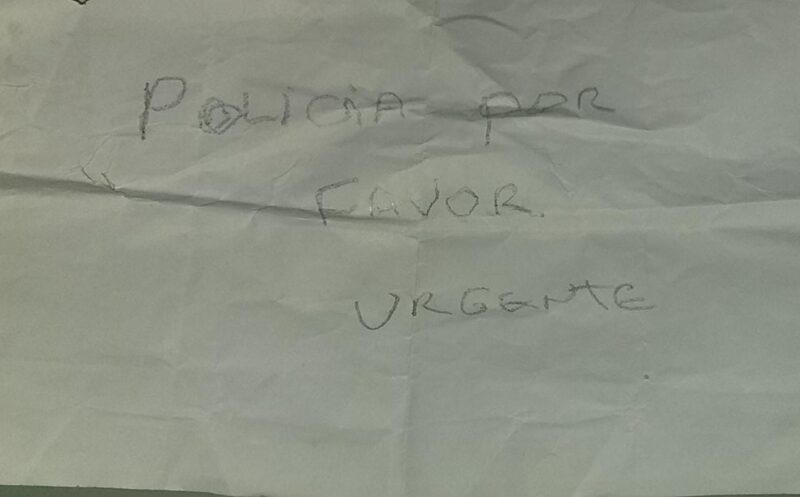 POLICIA POR
FAVOR.
URGENTE